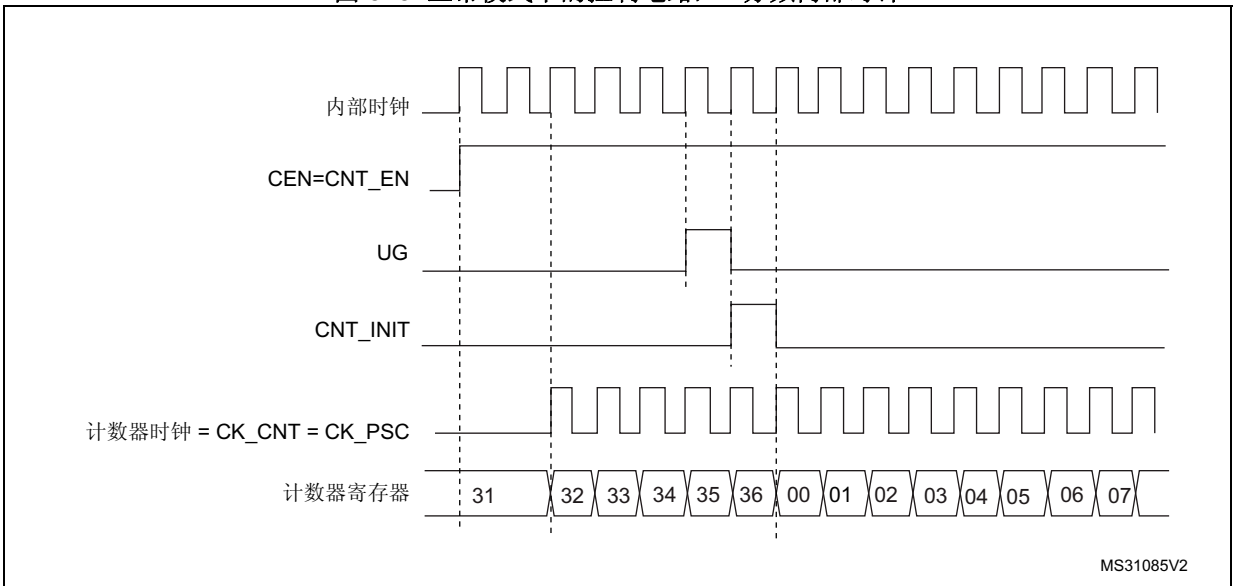 内部时钟
CEN=CNT_EN
UG
CNT_INIT
计数器时钟 = CK_CNT = CK_PSC
计数器寄存器
31 32 33 34 35 36 00 01 02 03 04 05 06 07
MS31085V2